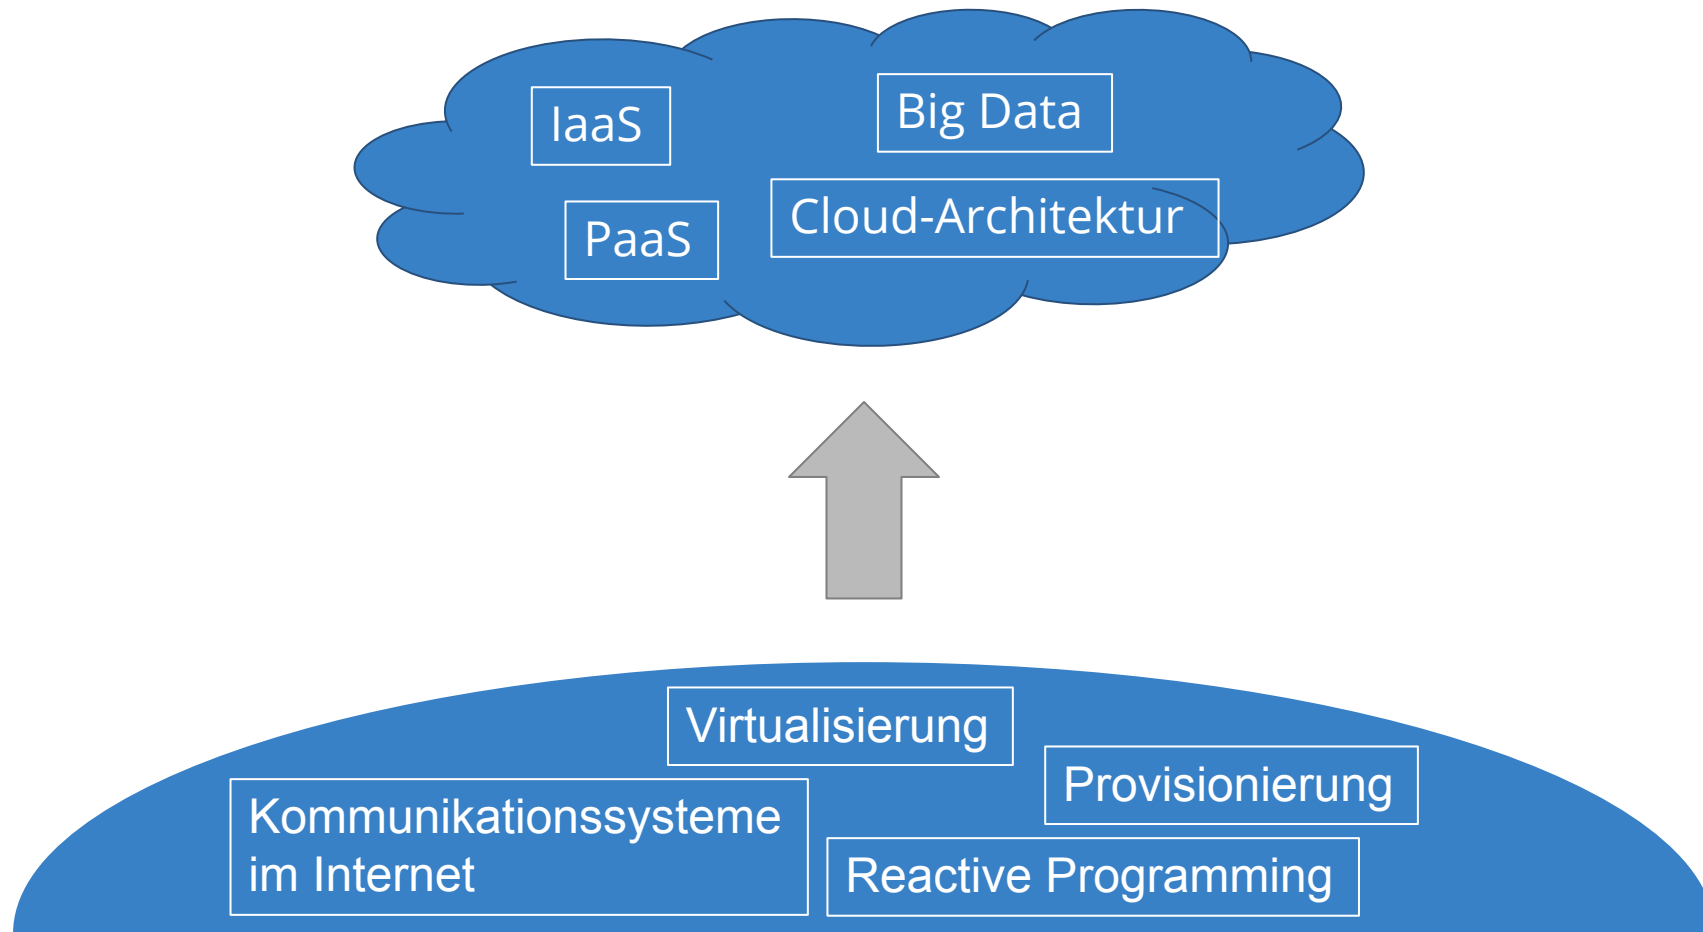 IaaS
Big Data
PaaS
Cloud-Architektur
Virtualisierung
Provisionierung
Kommunikationssysteme
im Internet
Reactive Programming